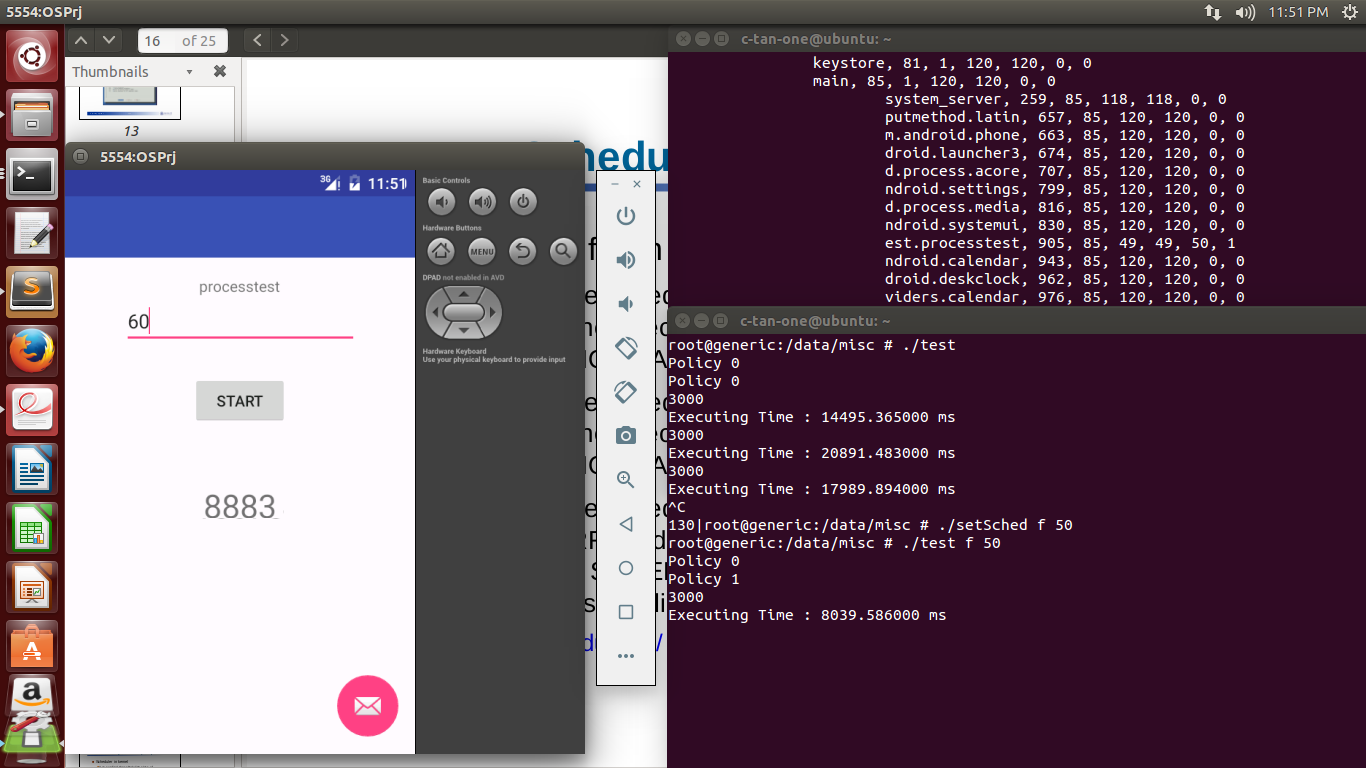 5554:OSPrj
11:51 PM
16 of 25
Thumbnails
13
hedu
5554:OSPrj
3G
11:51
processtest
60
START
8883
Basic Controls
Hardware Buttons
MENU
DPAD not enabled in AVD
Hardware Keyboard
Use your physical keyboard to provide input
c-tan-one@ubuntu: ~
keystore, 81, 1, 120, 120, 0, 0
main, 85, 1, 120, 120, 0, 0
system_server, 259, 85, 118, 118, 0, 0
putmethod.latin, 657, 85, 120, 120, 0, 0
m.android.phone, 663, 85, 120, 120, 0, 0
droid.launcher3, 674, 85, 120, 120, 0, 0
d.process.acore, 707, 85, 120, 120, 0, 0
ndroid.settings, 799, 85, 120, 120, 0, 0
d.process.media, 816, 85, 120, 120, 0, 0
ndroid.systemui, 830, 85, 120, 120, 0, 0
est.processtest, 905, 85, 49, 49, 50, 1
ndroid.calendar, 943, 85, 120, 120, 0, 0
droid.deskclock, 962, 85, 120, 120, 0, 0
viders.calendar, 976, 85, 120, 120, 0, 0
c-tan-one@ubuntu: ~
root@generic:/data/misc # ./test
Policy 0
Policy 0
3000
Executing Time : 14495.365000 ms
3000
Executing Time : 20891.483000 ms
3000
Executing Time : 17989.894000 ms
^C
130|root@generic:/data/misc # ./setSched f 50
root@generic:/data/misc # ./test f 50
Policy 0
Policy 1
3000
Executing Time : 8039.586000 ms